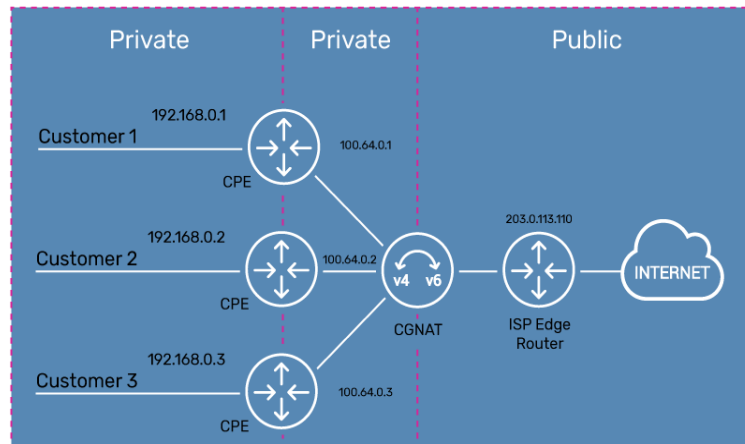 Private
Private
Public
192.168.0.1
Customer 1
100.64.0.1
CPE
192.168.0.2
203.0.113.110
Customer 2
100.64.0.2
v4 v6
INTERNET
CPE
CGNAT
ISP Edge
Router
192.168.0.3
Customer 3
100.64.0.3
CPE